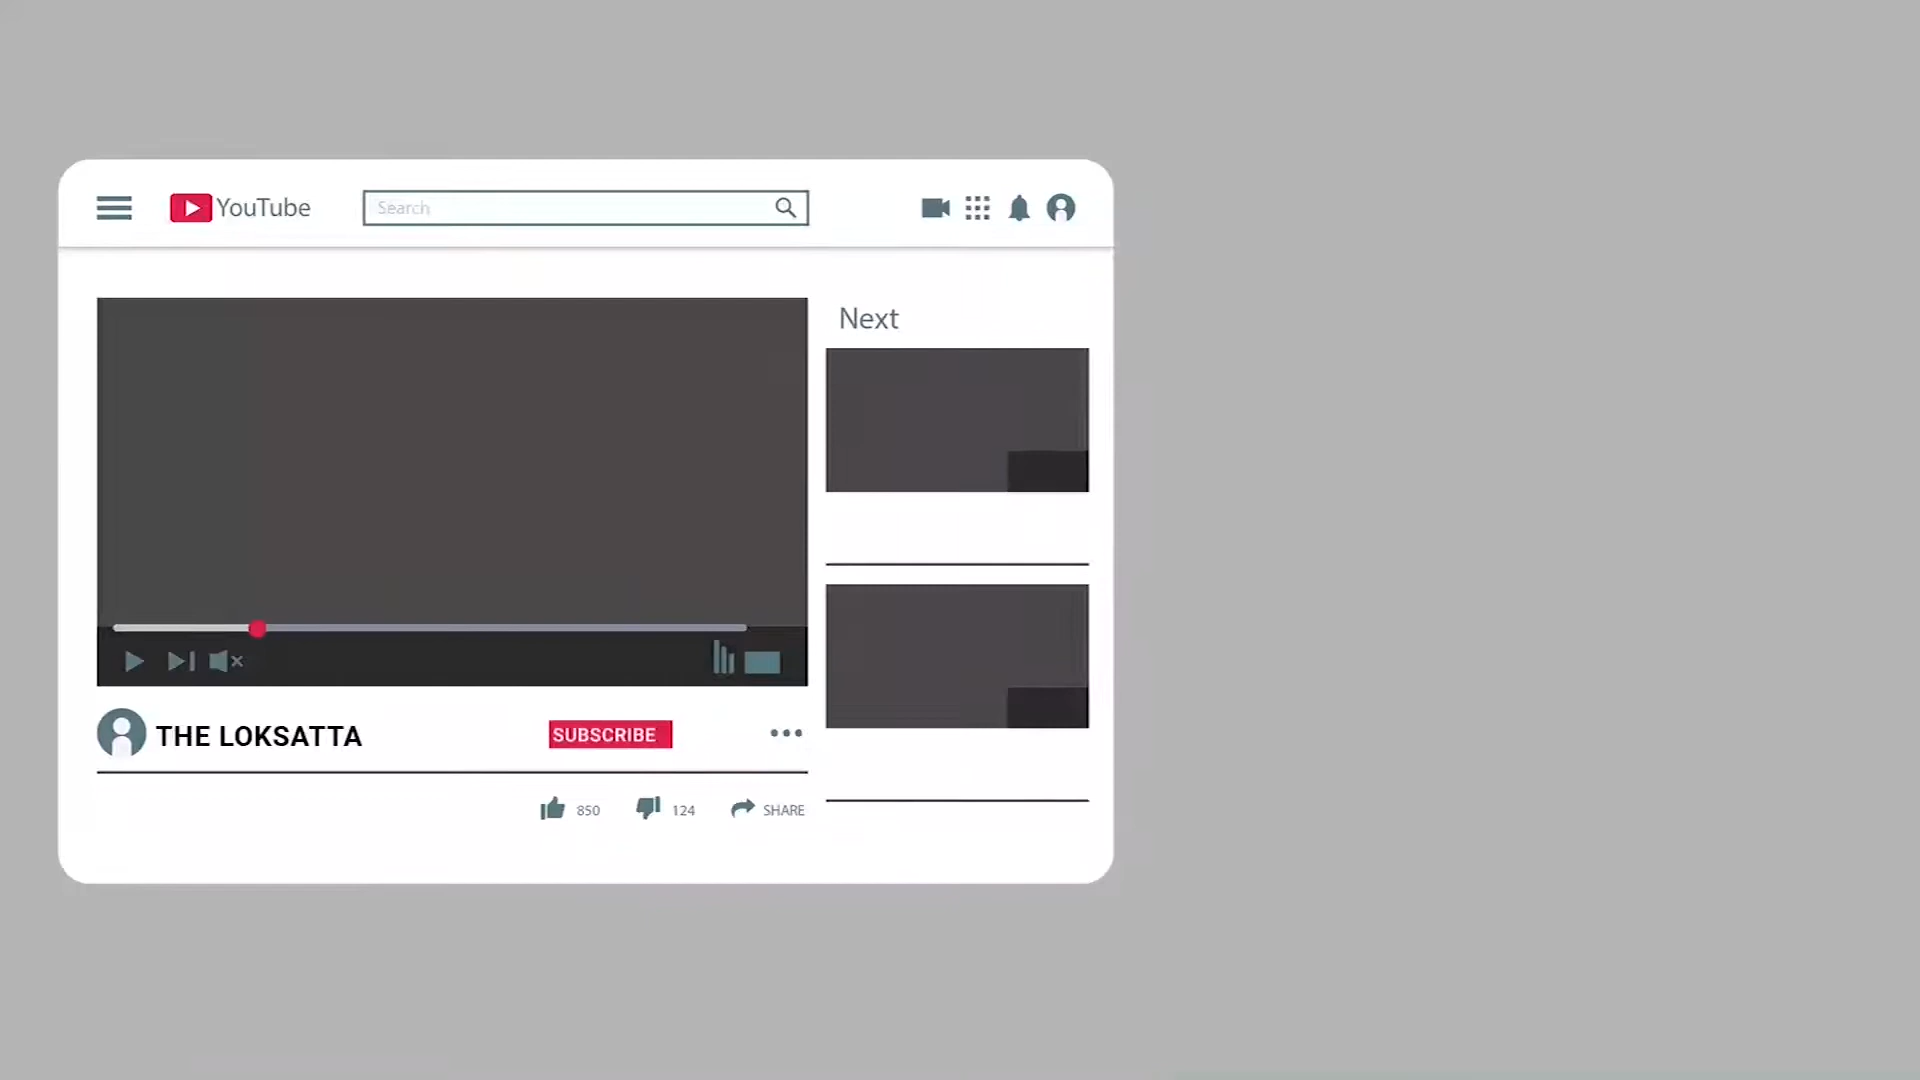 YouTube
Search
Next
THE LOKSATTA
SUBSCRIBE
850
124
SHARE